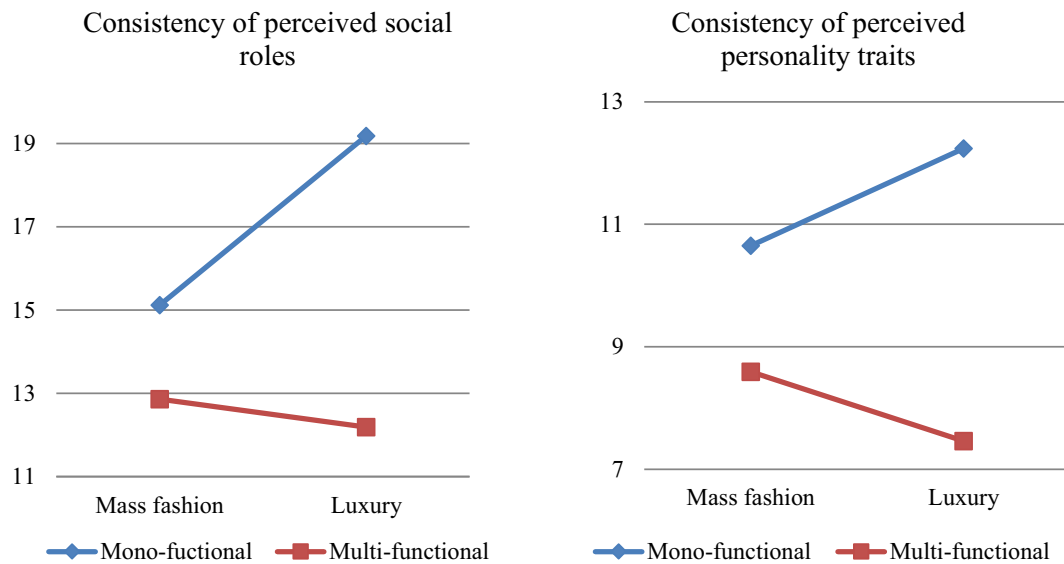 Consistency of perceived social
roles
19
17
15
13
11
Mass fashion Luxury
Mono-fuctional Multi-functional
Consistency of perceived
personality traits
13
11
9
7
Mass fashion Luxury
Mono-functional Multi-functional